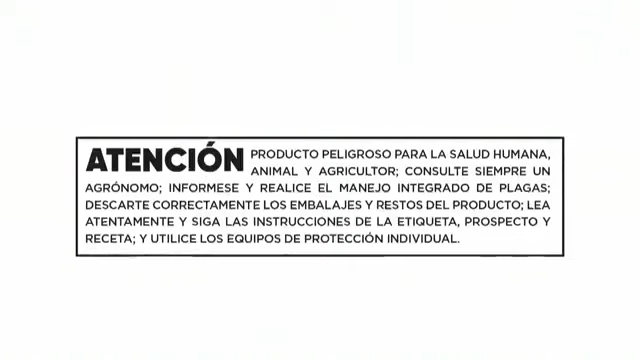 ATENCIÓN PRODUCTO PELIGROSO PARA LA SALUD HUMANA,
ANIMAL Y AGRICULTOR; CONSULTE SIEMPRE UN
AGRÓNOMO; INFORMESE Y REALICE EL MANEJO INTEGRADO DE PLAGAS;
DESCARTE CORRECTAMENTE LOS EMBALAJES Y RESTOS DEL PRODUCTO; LEA
ATENTAMENTE Y SIGA LAS INSTRUCCIONES DE LA ETIQUETA, PROSPECTO Y
RECETA; Y UTILICE LOS EQUIPOS DE PROTECCIÓN INDIVIDUAL.